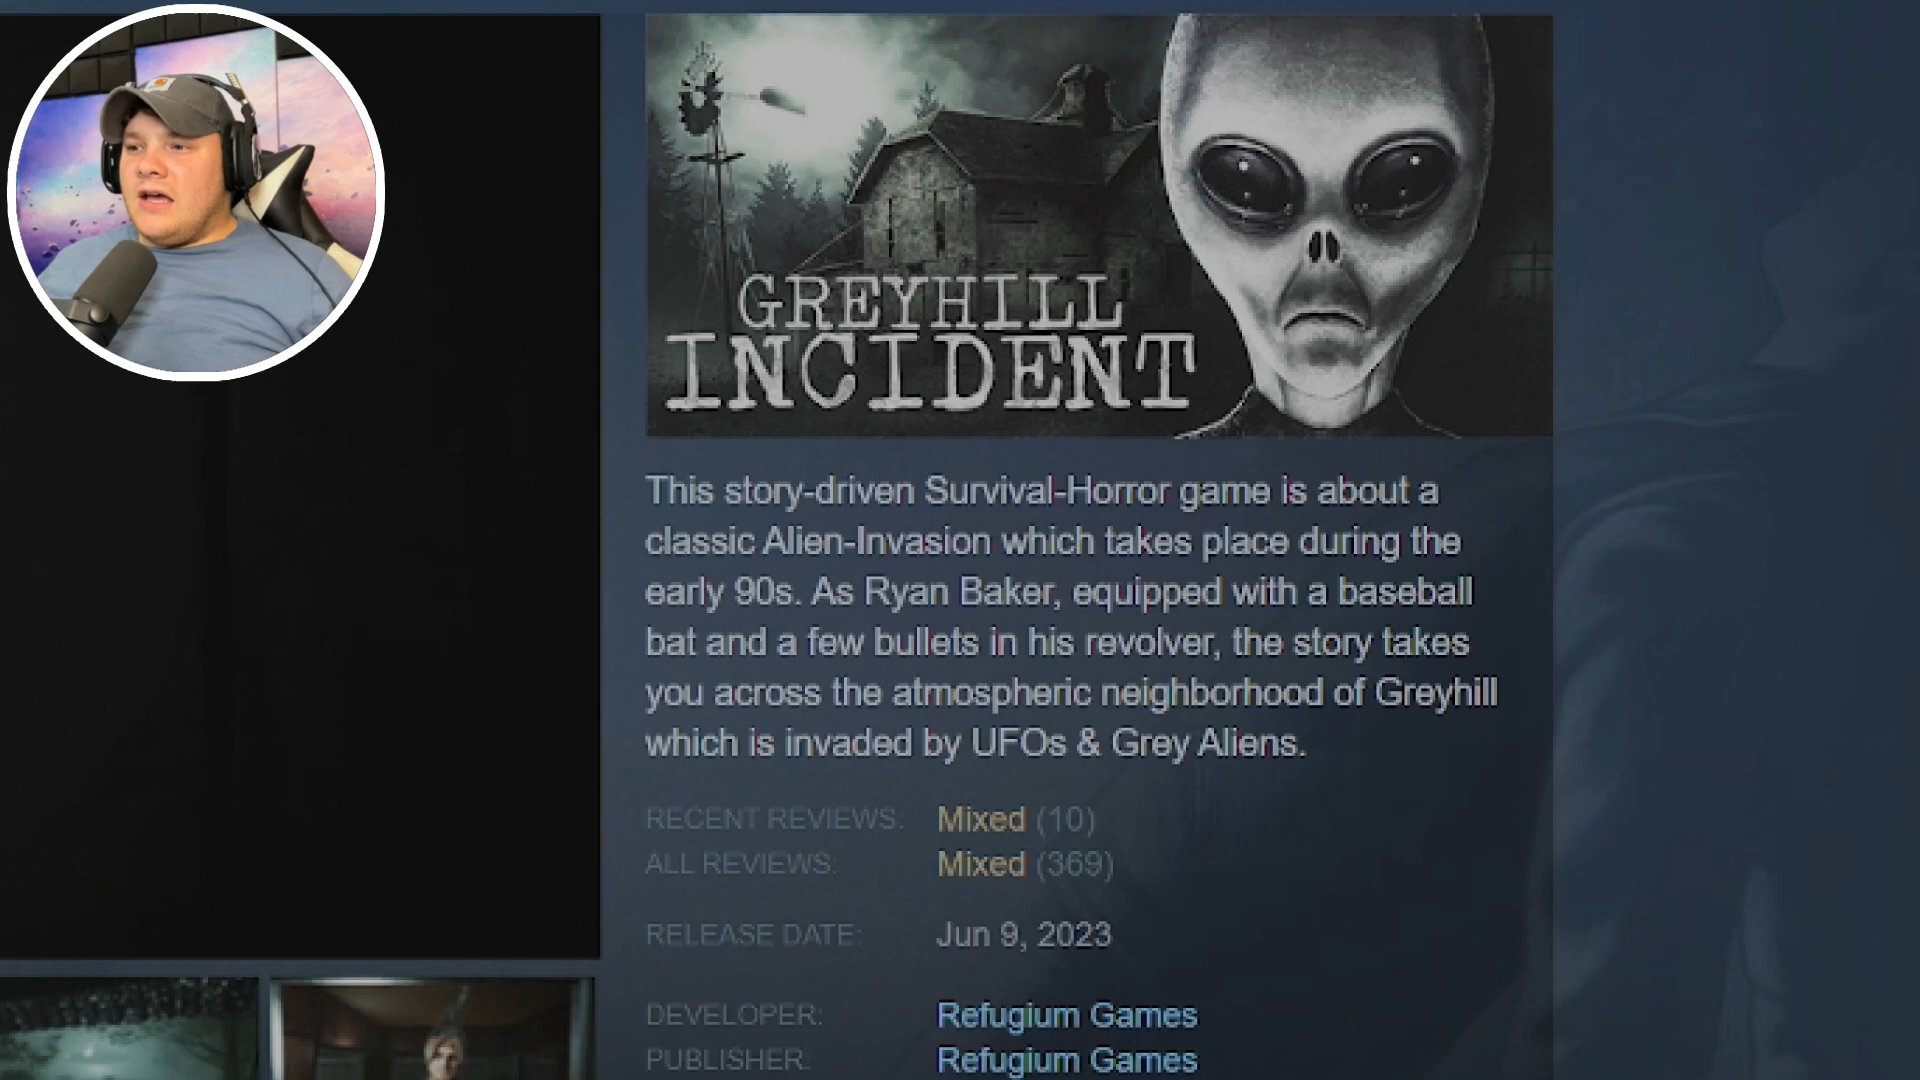 GREYHILL
INCIDENT
This story-driven Survival-Horror game is about a
classic Alien-Invasion which takes place during the
early 90s. As Ryan Baker, equipped with a baseball
bat and a few bullets in his revolver, the story takes
you across the atmospheric neighborhood of Greyhill
which is invaded by UFOs & Grey Aliens.
RECENT REVIEWS: Mixed (10)
ALL REVIEWS: Mixed (369)
RELEASE DATE: Jun 9, 2023
DEVELOPER: Refugium Games
PUBLISHER: Refugium Games